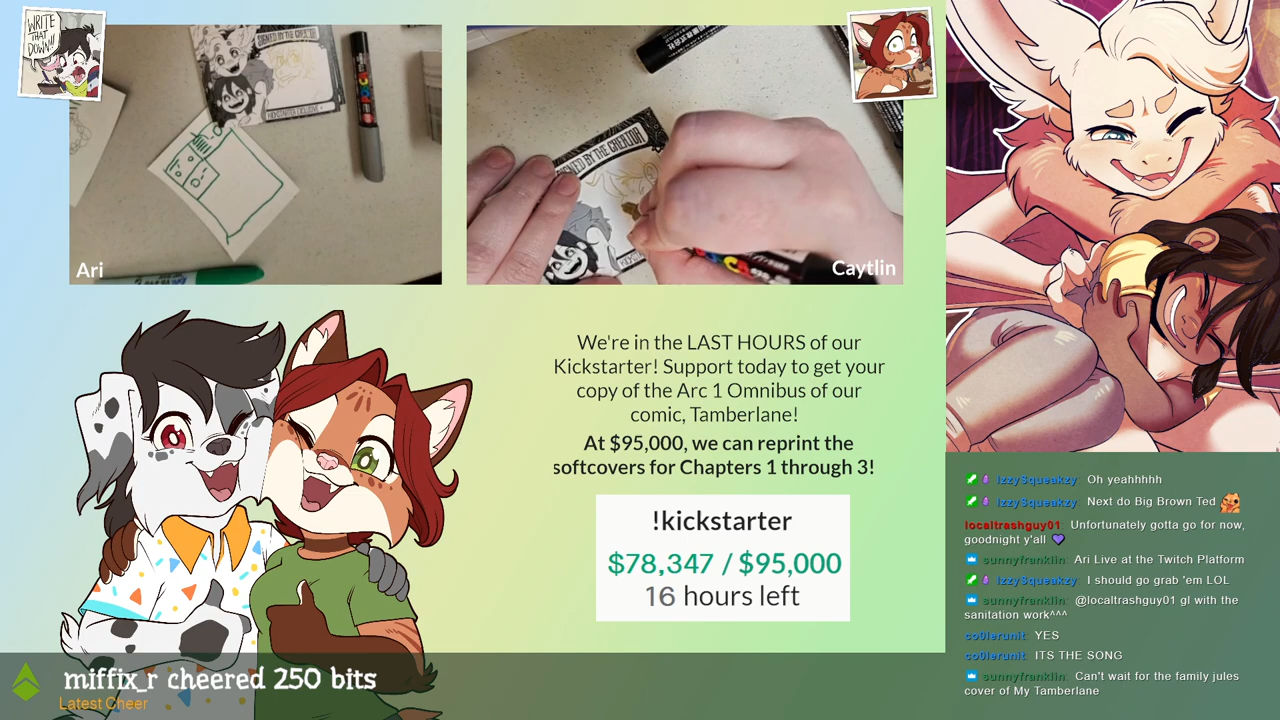 WRITE
THAT
DOWN!!
SIGNED BY THE CREATOR
KICKSTARTER EXCLUSIVE
POSCA
Ari
SIGNED BY THE CREATOR
Caytlin
We're in the LAST HOURS of our
Kickstarter! Support today to get your
copy of the Arc 1 Omnibus of our
comic, Tamberlane!
At $95,000, we can reprint the
softcovers for Chapters 1 through 3!
!kickstarter
$78,347 / $95,000
16 hours left
miffix_r cheered 250 bits
Latest Cheer
IzzySqueakzy Oh yeahhhhh
IzzySqueakzy Next do Big Brown Ted
localtrashguy01 Unfortunately gotta go for now,
goodnight y'all
sunnyfranklin Ari Live at the Twitch Platform
IzzySqueakzy I should go grab 'em LOL
sunnyfranklin @localtrashguy01 gl with the
sanitation work^^^
co0lerunit YES
co0lerunit ITS THE SONG
sunnyfranklin Can't wait for the family jules
cover of My Tamberlane